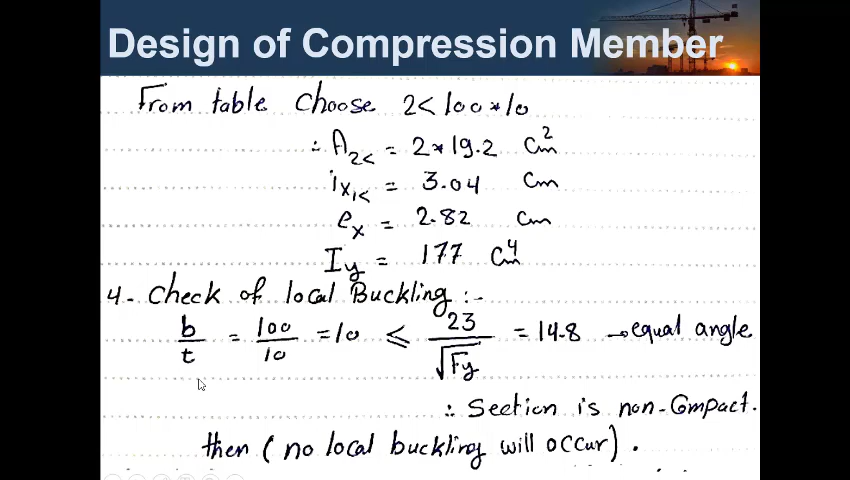 Design of Compression Member
From table choose 2< 100*10
∴ A2< = 2*19.2 cm²
ix1< = 3.04 cm
ex = 2.82 cm
Iy = 177 cm⁴
4- Check of local Buckling :-
b/t = 100/10 = 10 ≤ 23/√Fy = 14.8 → equal angle
∴ Section is non-Compact.
then ( no local buckling will occur ) .